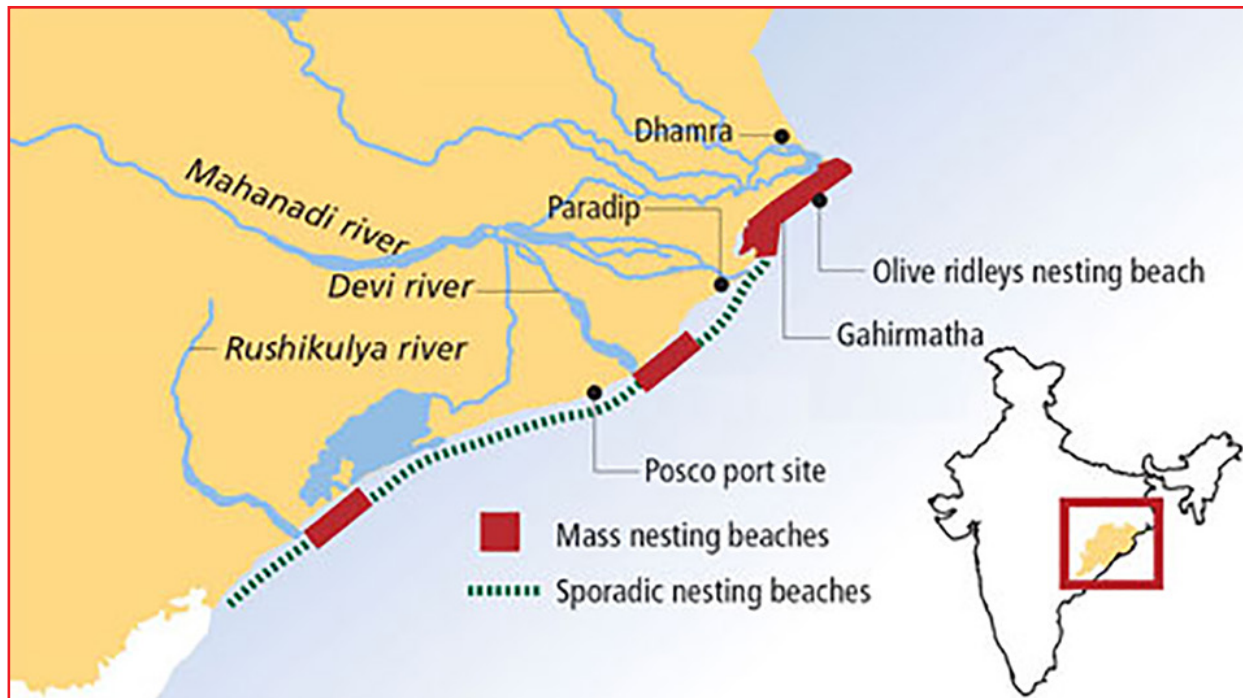 Dhamra
Mahanadi river
Paradip
Devi river
Olive ridleys nesting beach
Gahirmatha
Rushikulya river
Posco port site
Mass nesting beaches
Sporadic nesting beaches